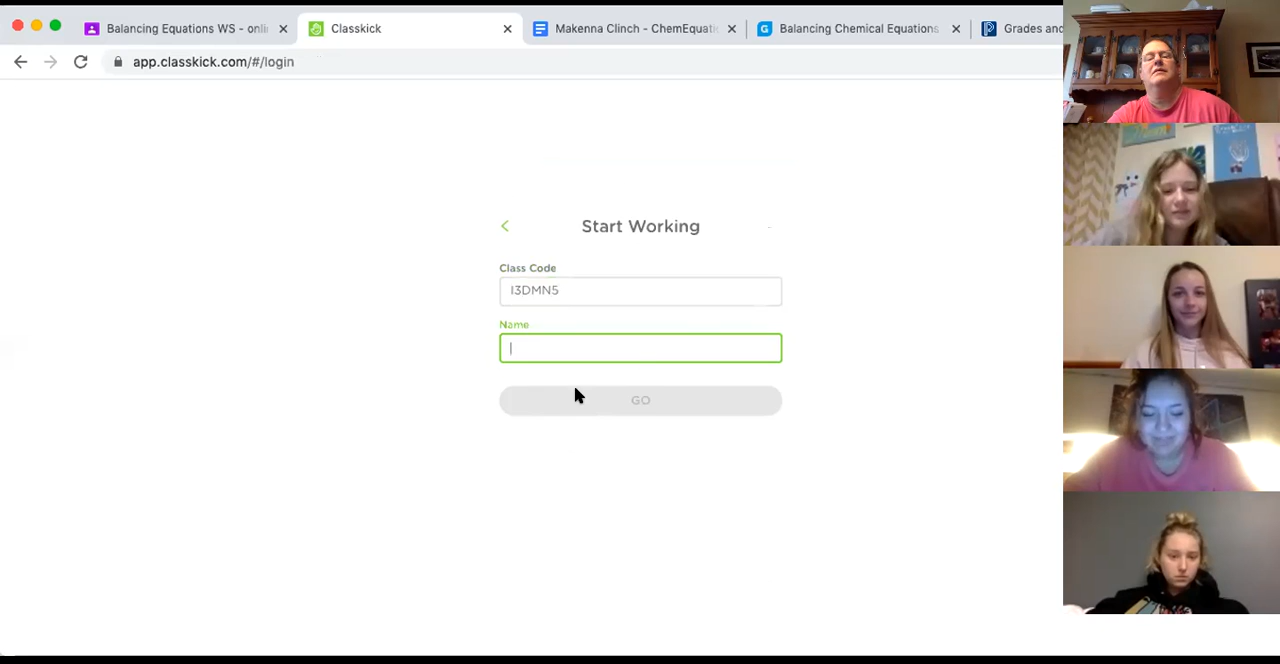 Balancing Equations WS - onli
Classkick
Makenna Clinch - ChemEquati
Balancing Chemical Equations
Grades and
app.classkick.com/#/login
Start Working
Class Code
I3DMN5
Name
GO